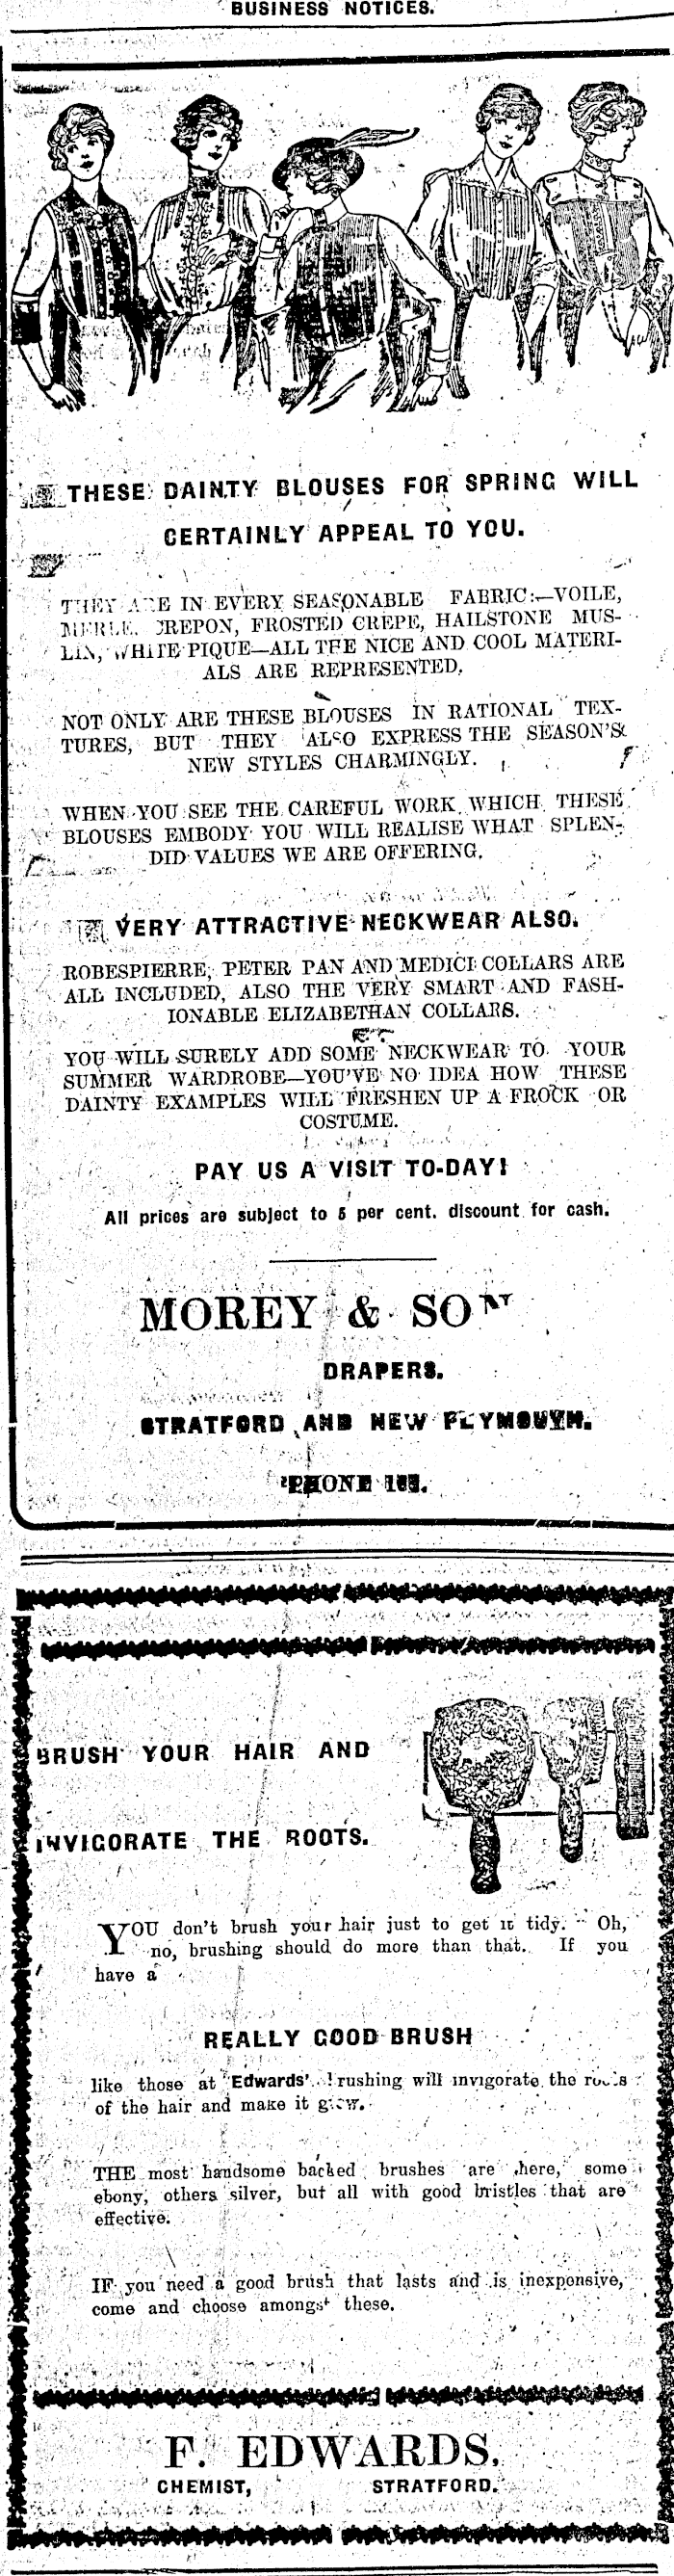 BUSINESS NOTICES.
THESE DAINTY BLOUSES FOR SPRING WILL
CERTAINLY APPEAL TO YOU.
THEY ARE IN EVERY SEASONABLE FABRIC:—VOILE,
MERLE CREPON, FROSTED CREPE, HAILSTONE MUS-
LIN, WHITE PIQUE—ALL THE NICE AND COOL MATERI-
ALS ARE REPRESENTED.
NOT ONLY ARE THESE BLOUSES IN RATIONAL TEX-
TURES, BUT THEY ALSO EXPRESS THE SEASON'S
NEW STYLES CHARMINGLY.
WHEN YOU SEE THE CAREFUL WORK WHICH THESE
BLOUSES EMBODY YOU WILL REALISE WHAT SPLEN-
DID VALUES WE ARE OFFERING.
VERY ATTRACTIVE NECKWEAR ALSO.
ROBESPIERRE, PETER PAN AND MEDICI COLLARS ARE
ALL INCLUDED, ALSO THE VERY SMART AND FASH-
IONABLE ELIZABETHAN COLLARS.
YOU WILL SURELY ADD SOME NECKWEAR TO YOUR
SUMMER WARDROBE—YOU'VE NO IDEA HOW THESE
DAINTY EXAMPLES WILL FRESHEN UP A FROCK OR
COSTUME.
PAY US A VISIT TO-DAY!
All prices are subject to 5 per cent. discount for cash.
MOREY & SON
DRAPERS.
STRATFORD AND NEW PLYMOUTH.
'PHONE
BRUSH YOUR HAIR AND
INVIGORATE THE ROOTS.
YOU don't brush your hair just to get it tidy. Oh,
no, brushing should do more than that. If you
have a
REALLY GOOD BRUSH
like those at Edwards' brushing will invigorate the roots
of the hair and make it grow.
THE most handsome backed brushes are here, some
ebony, others silver, but all with good bristles that are
effective.
IF you need a good brush that lasts and is inexpensive,
come and choose amongst these.
F. EDWARDS.
CHEMIST, STRATFORD.